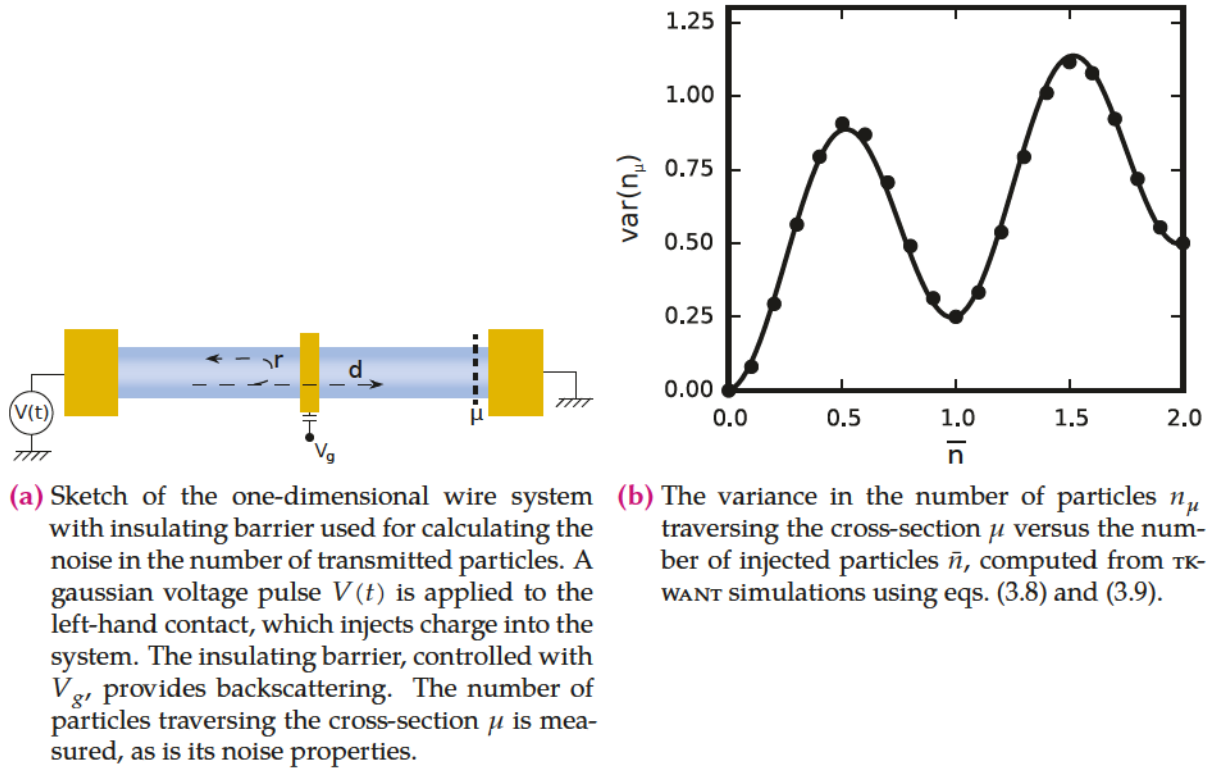 V(t)
r
d
μ
Vg
1.25
1.00
0.75
0.50
0.25
0.00
var(nμ)
0.0 0.5 1.0 1.5 2.0
n̄
(a) Sketch of the one-dimensional wire system
with insulating barrier used for calculating the
noise in the number of transmitted particles. A
gaussian voltage pulse V(t) is applied to the
left-hand contact, which injects charge into the
system. The insulating barrier, controlled with
Vg, provides backscattering. The number of
particles traversing the cross-section μ is mea-
sured, as is its noise properties.
(b) The variance in the number of particles nμ
traversing the cross-section μ versus the num-
ber of injected particles n̄, computed from TK-
WANT simulations using eqs. (3.8) and (3.9).